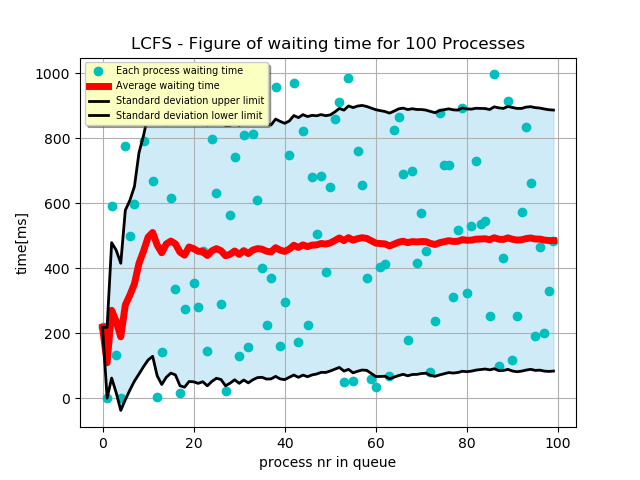 LCFS - Figure of waiting time for 100 Processes
Each process waiting time
Average waiting time
Standard deviation upper limit
Standard deviation lower limit
time[ms]
1000
800
600
400
200
0
0 20 40 60 80 100
process nr in queue